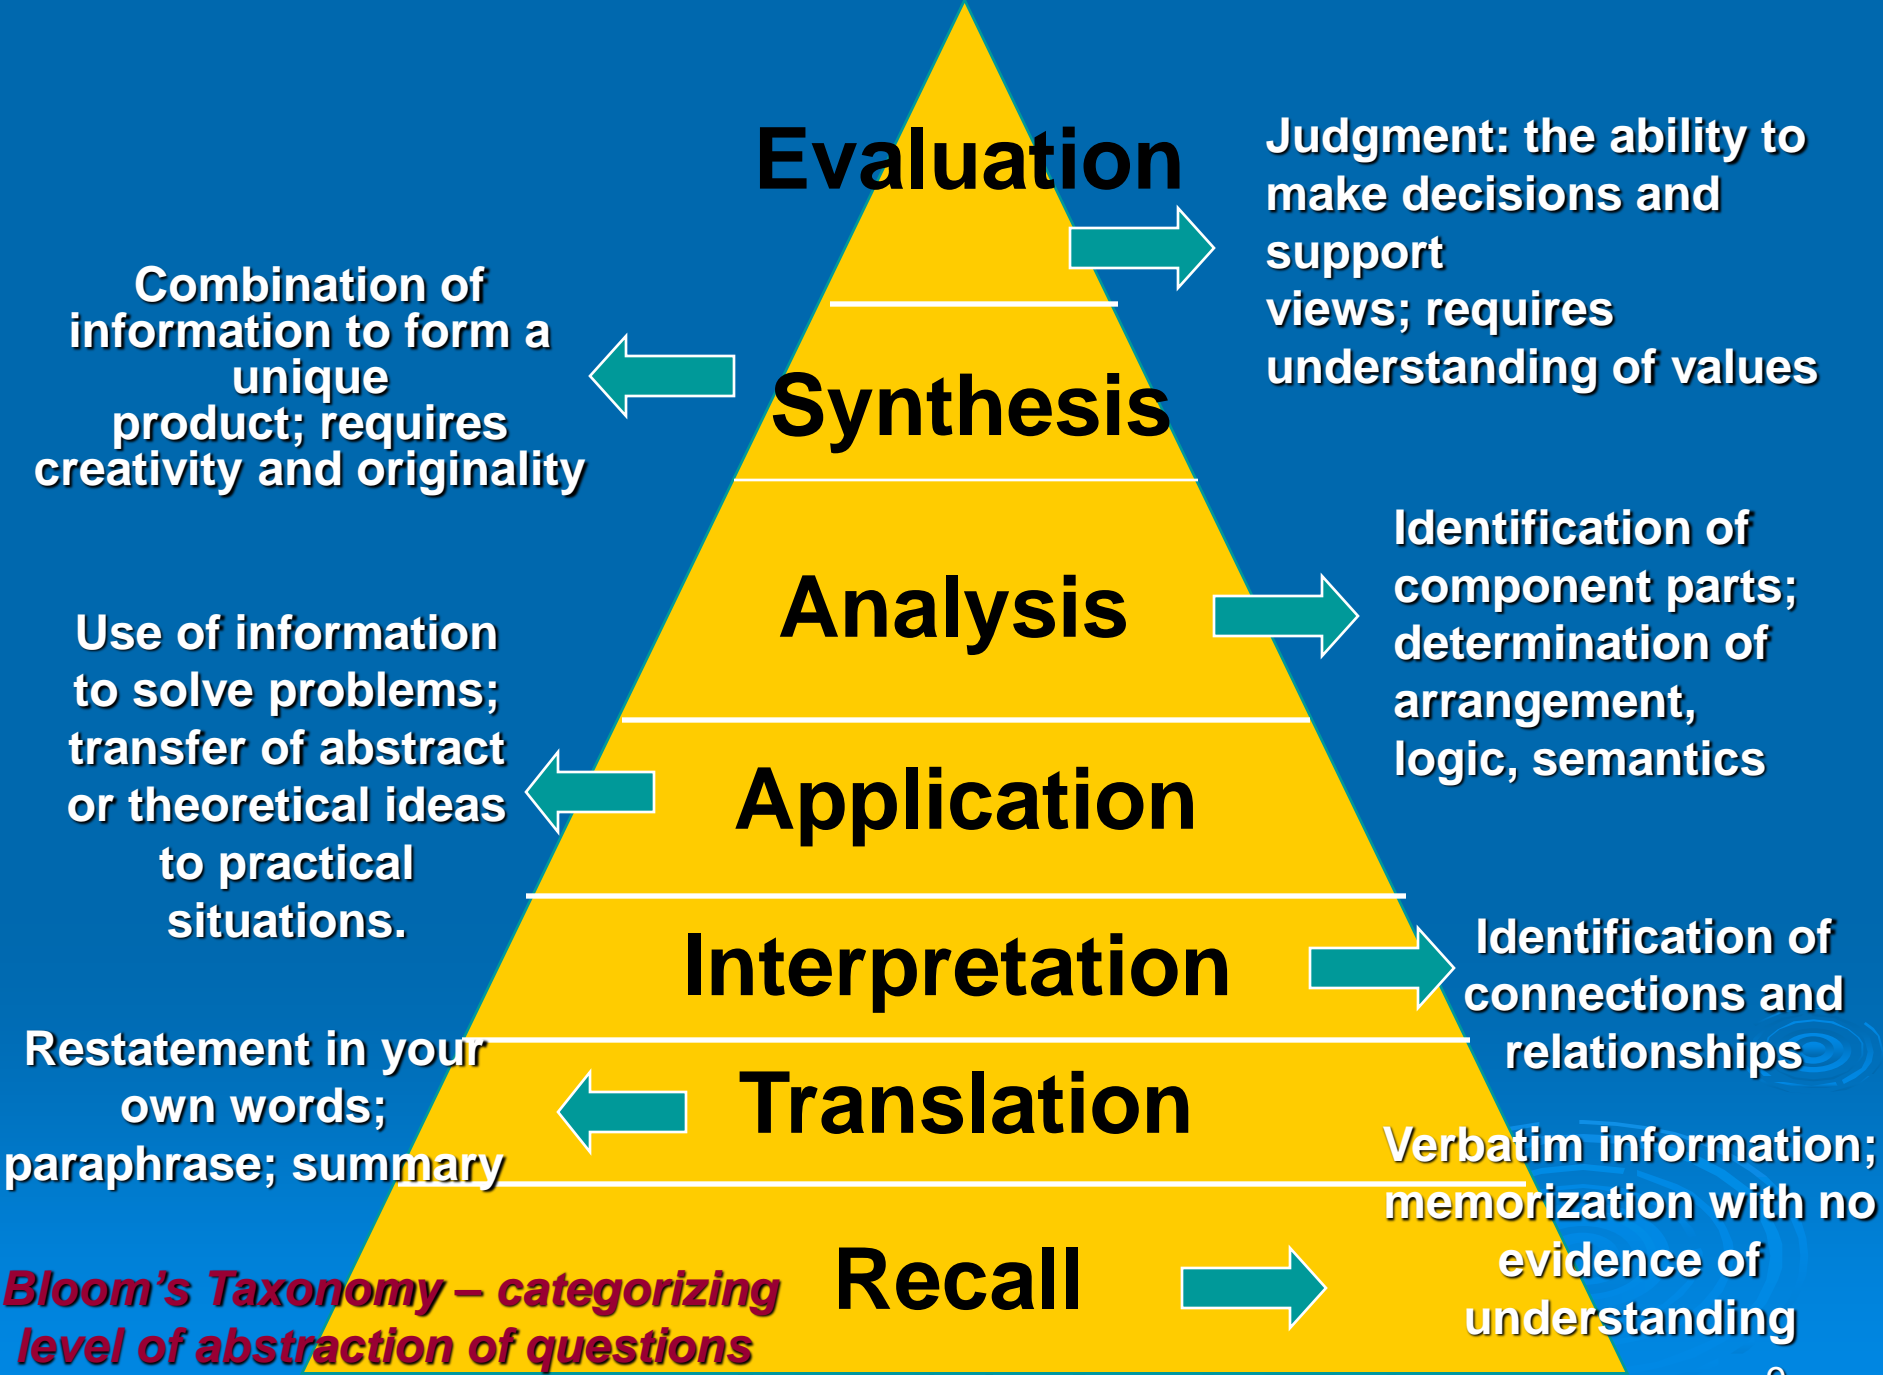 Evaluation
Judgment: the ability to
make decisions and
support
views; requires
understanding of values
Combination of
information to form a
unique
product; requires
creativity and originality
Synthesis
Analysis
Identification of
component parts;
determination of
arrangement,
logic, semantics
Use of information
to solve problems;
transfer of abstract
or theoretical ideas
to practical
situations.
Application
Interpretation
Identification of
connections and
relationships
Restatement in your
own words;
paraphrase; summary
Translation
Verbatim information;
memorization with no
evidence of
understanding
Recall
Bloom’s Taxonomy – categorizing
level of abstraction of questions